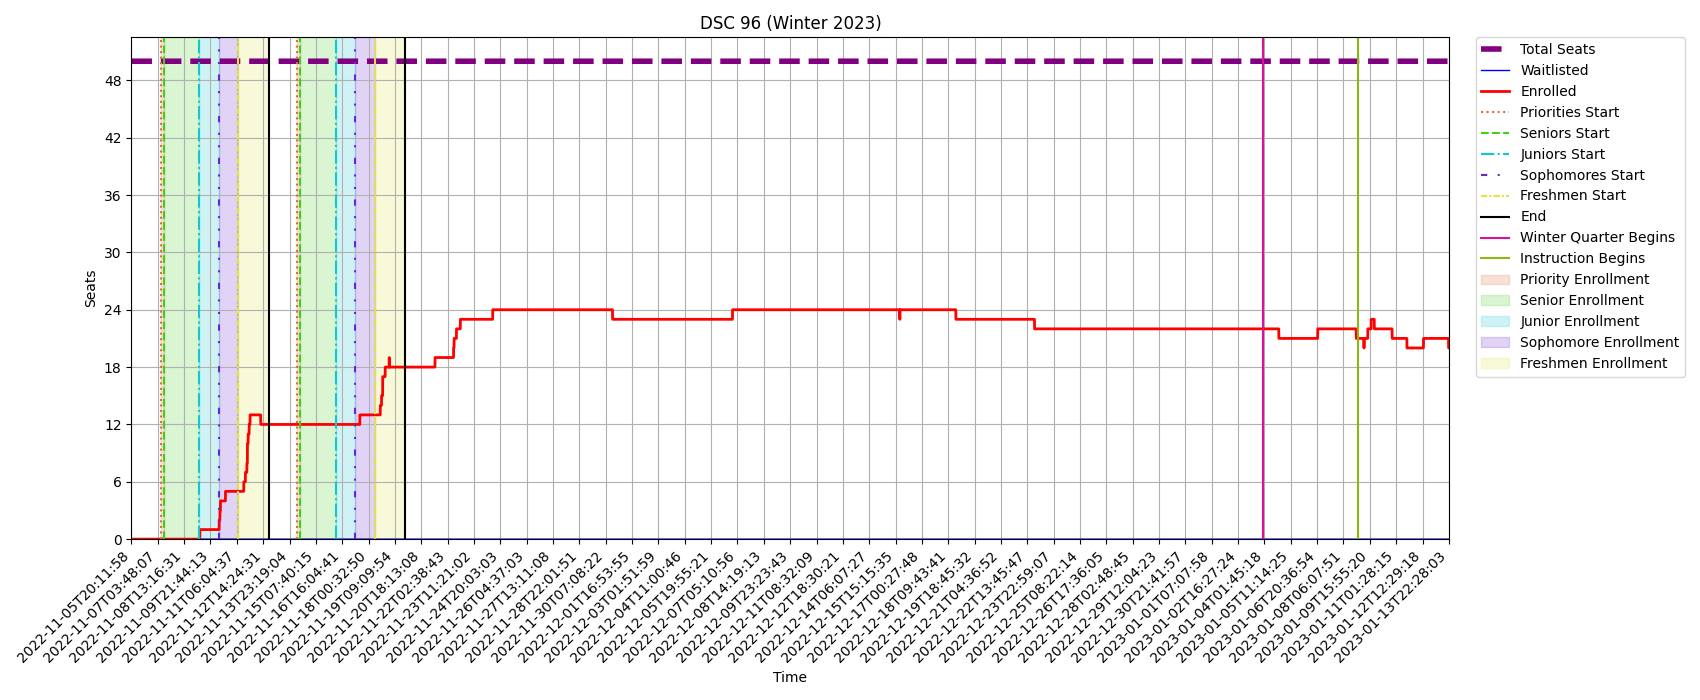 DSC 96 (Winter 2023)
Seats
48
42
36
30
24
18
12
6
0
2022-11-05T20:11:58
2022-11-07T03:48:07
2022-11-08T13:16:31
2022-11-09T21:44:13
2022-11-11T06:04:37
2022-11-12T14:24:31
2022-11-13T23:19:04
2022-11-15T07:40:15
2022-11-16T16:04:41
2022-11-18T00:32:50
2022-11-19T09:09:54
2022-11-20T18:13:08
2022-11-22T02:38:43
2022-11-23T11:21:02
2022-11-24T20:03:03
2022-11-26T04:37:03
2022-11-27T13:11:08
2022-11-28T22:01:51
2022-11-30T07:08:22
2022-12-01T16:53:55
2022-12-03T01:51:59
2022-12-04T11:00:46
2022-12-05T19:55:21
2022-12-07T05:10:56
2022-12-08T14:19:13
2022-12-09T23:23:43
2022-12-11T08:32:09
2022-12-12T18:30:21
2022-12-14T06:07:27
2022-12-15T15:15:35
2022-12-17T00:27:48
2022-12-18T09:43:41
2022-12-19T18:45:32
2022-12-21T04:36:52
2022-12-22T13:45:47
2022-12-23T22:59:07
2022-12-25T08:22:14
2022-12-26T17:36:05
2022-12-28T02:48:45
2022-12-29T12:04:23
2022-12-30T21:41:57
2023-01-01T07:07:58
2023-01-02T16:27:24
2023-01-04T01:45:18
2023-01-05T11:14:25
2023-01-06T20:36:54
2023-01-08T06:07:51
2023-01-09T15:55:20
2023-01-11T01:28:15
2023-01-12T12:29:18
2023-01-13T22:28:03
Time
Total Seats
Waitlisted
Enrolled
Priorities Start
Seniors Start
Juniors Start
Sophomores Start
Freshmen Start
End
Winter Quarter Begins
Instruction Begins
Priority Enrollment
Senior Enrollment
Junior Enrollment
Sophomore Enrollment
Freshmen Enrollment